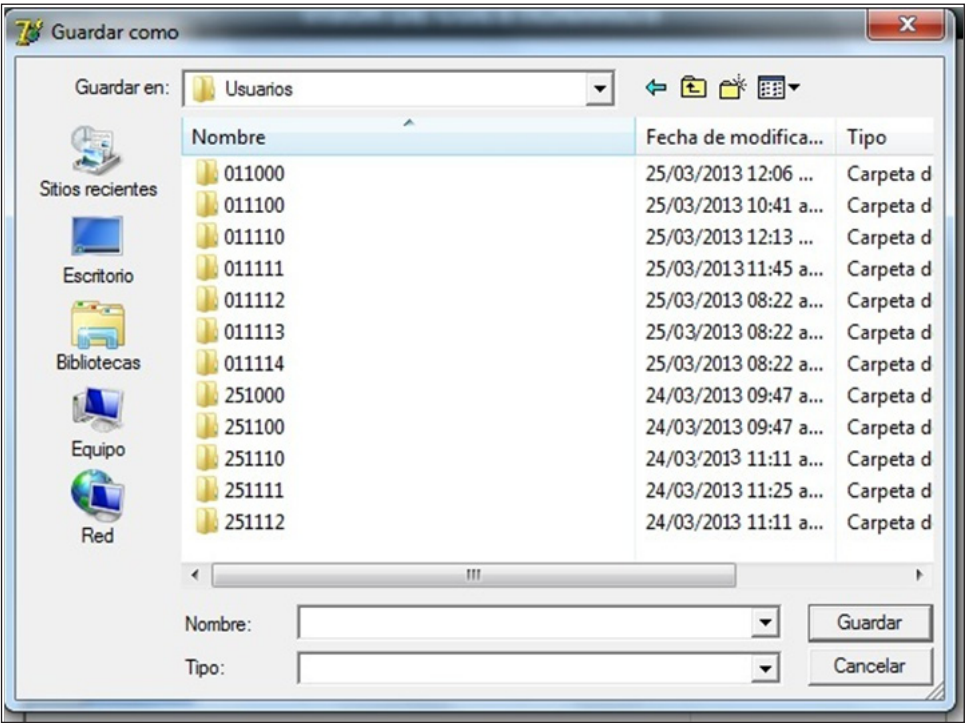 Guardar como
Guardar en: Usuarios
Nombre Fecha de modifica... Tipo
011000 25/03/2013 12:06 ... Carpeta d
011100 25/03/2013 10:41 a... Carpeta d
011110 25/03/2013 12:13 ... Carpeta d
011111 25/03/2013 11:45 a... Carpeta d
011112 25/03/2013 08:22 a... Carpeta d
011113 25/03/2013 08:22 a... Carpeta d
011114 25/03/2013 08:22 a... Carpeta d
251000 24/03/2013 09:47 a... Carpeta d
251100 24/03/2013 09:47 a... Carpeta d
251110 24/03/2013 11:11 a... Carpeta d
251111 24/03/2013 11:25 a... Carpeta d
251112 24/03/2013 11:11 a... Carpeta d
Sitios recientes
Escritorio
Bibliotecas
Equipo
Red
Nombre: Guardar
Tipo: Cancelar